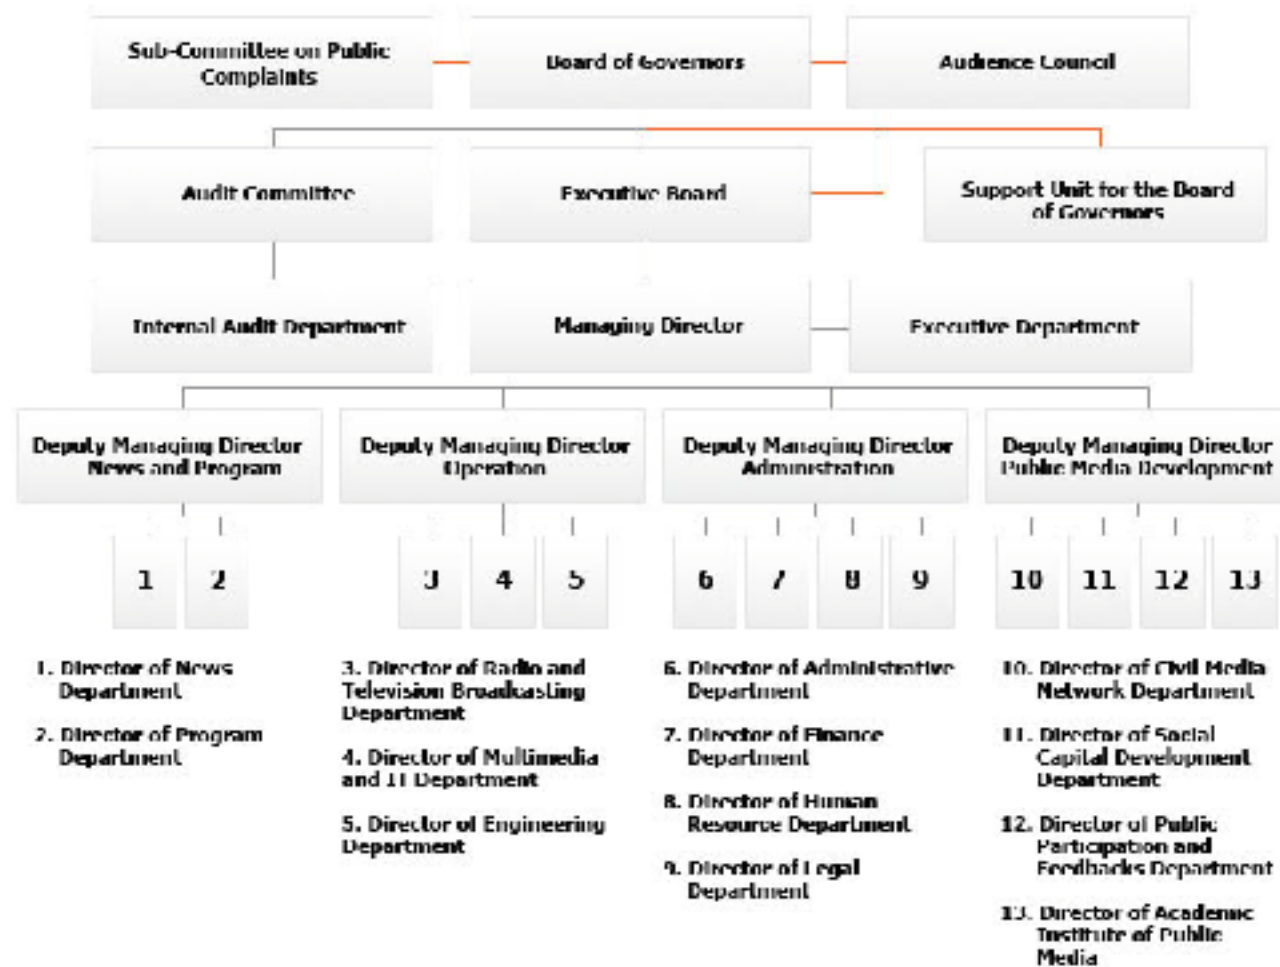 Sub-Committee on Public
Complaints
Board of Governors
Audience Council
Audit Committee
Executive Board
Support Unit for the Board
of Governors
Internal Audit Department
Managing Director
Executive Department
Deputy Managing Director
News and Program
Deputy Managing Director
Operation
Deputy Managing Director
Administration
Deputy Managing Director
Public Media Development
1
2
3
4
5
6
7
8
9
10
11
12
13
1. Director of News
Department
2. Director of Program
Department
3. Director of Radio and
Television Broadcasting
Department
4. Director of Multimedia
and IT Department
5. Director of Engineering
Department
6. Director of Administrative
Department
7. Director of Finance
Department
8. Director of Human
Resource Department
9. Director of Legal
Department
10. Director of Civil Media
Network Department
11. Director of Social
Capital Development
Department
12. Director of Public
Participation and
Feedbacks Department
13. Director of Academic
Institute of Public
Media